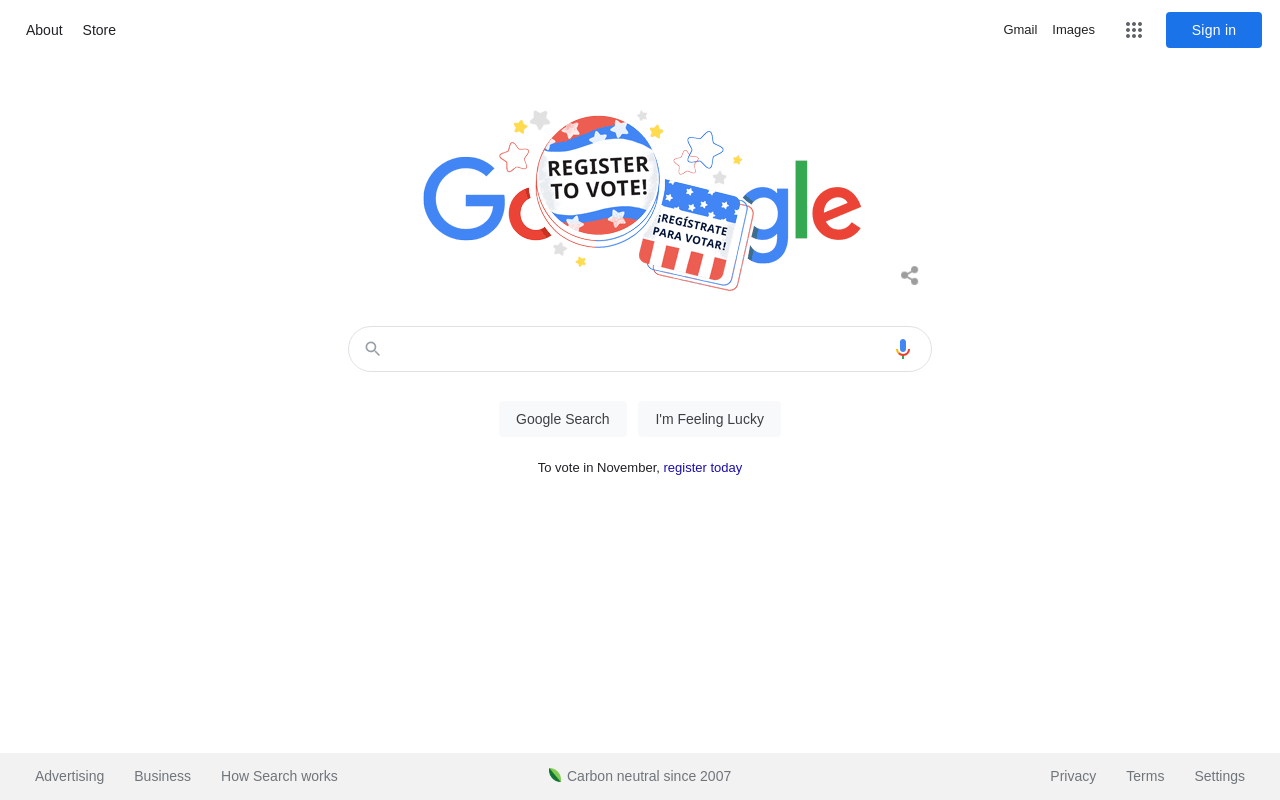 About
Store
Gmail
Images
Sign in
Google
REGISTER
TO VOTE!
¡REGÍSTRATE
PARA VOTAR!
Google Search
I'm Feeling Lucky
To vote in November, register today
Advertising
Business
How Search works
Carbon neutral since 2007
Privacy
Terms
Settings